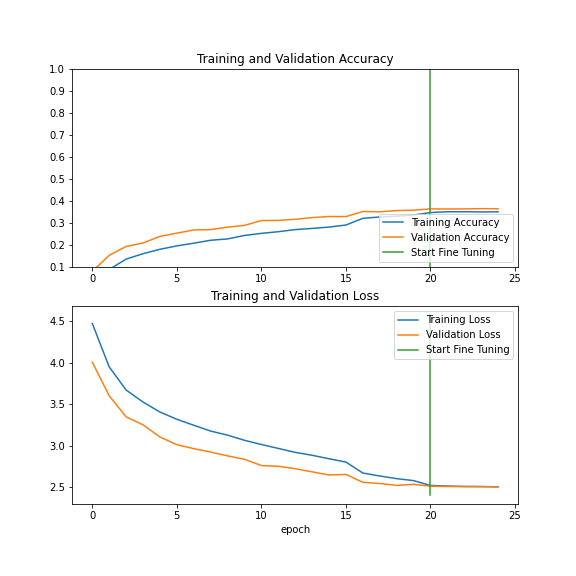 Training and Validation Accuracy
1.0
0.9
0.8
0.7
0.6
0.5
0.4
0.3
0.2
0.1
Training Accuracy
Validation Accuracy
Start Fine Tuning
0 5 10 15 20 25
Training and Validation Loss
4.5
4.0
3.5
3.0
2.5
Training Loss
Validation Loss
Start Fine Tuning
0 5 10 15 20 25
epoch